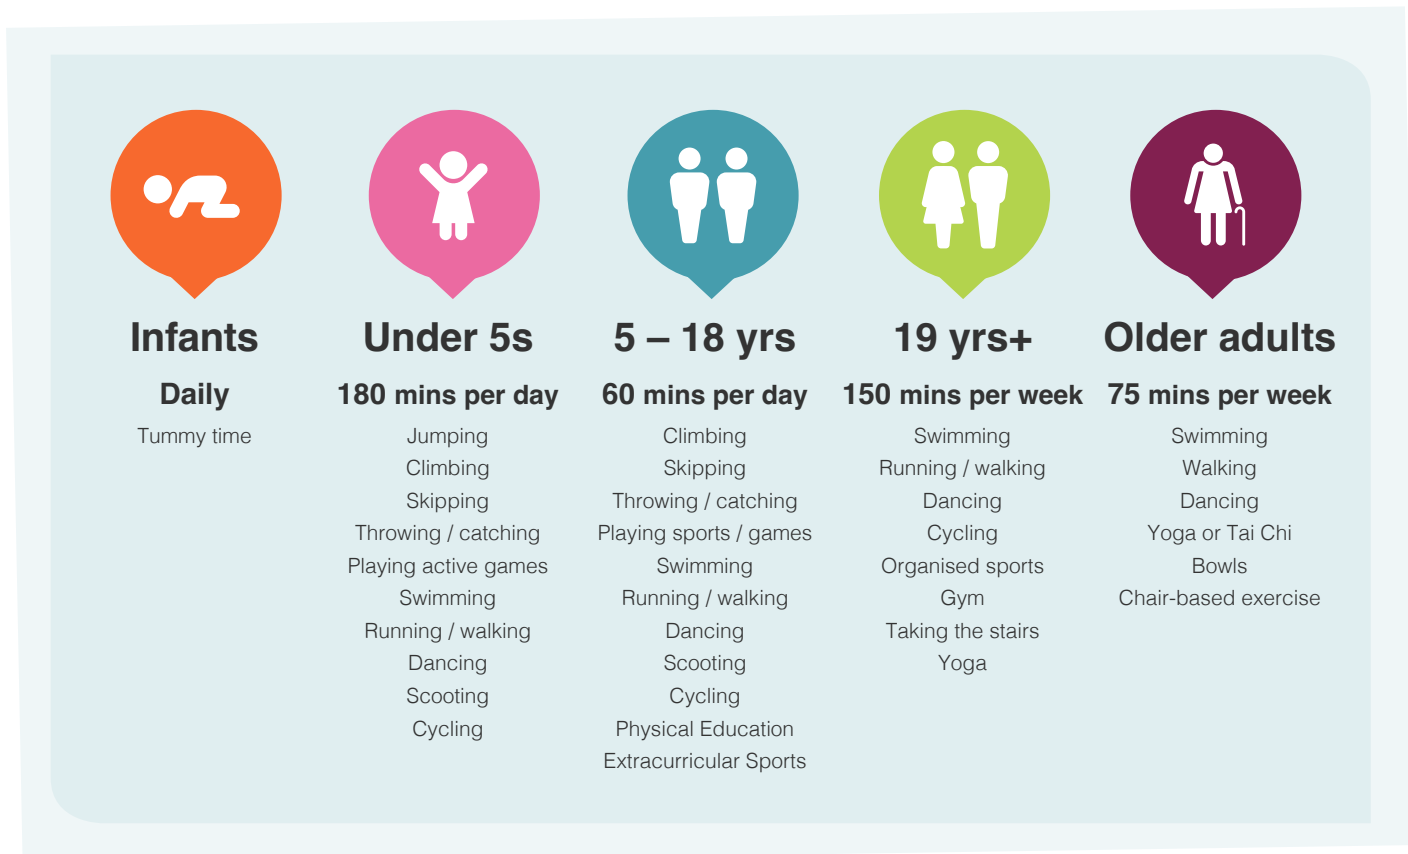 Infants
Daily
Tummy time
Under 5s
180 mins per day
Jumping
Climbing
Skipping
Throwing / catching
Playing active games
Swimming
Running / walking
Dancing
Scooting
Cycling
5 – 18 yrs
60 mins per day
Climbing
Skipping
Throwing / catching
Playing sports / games
Swimming
Running / walking
Dancing
Scooting
Cycling
Physical Education
Extracurricular Sports
19 yrs+
150 mins per week
Swimming
Running / walking
Dancing
Cycling
Organised sports
Gym
Taking the stairs
Yoga
Older adults
75 mins per week
Swimming
Walking
Dancing
Yoga or Tai Chi
Bowls
Chair-based exercise